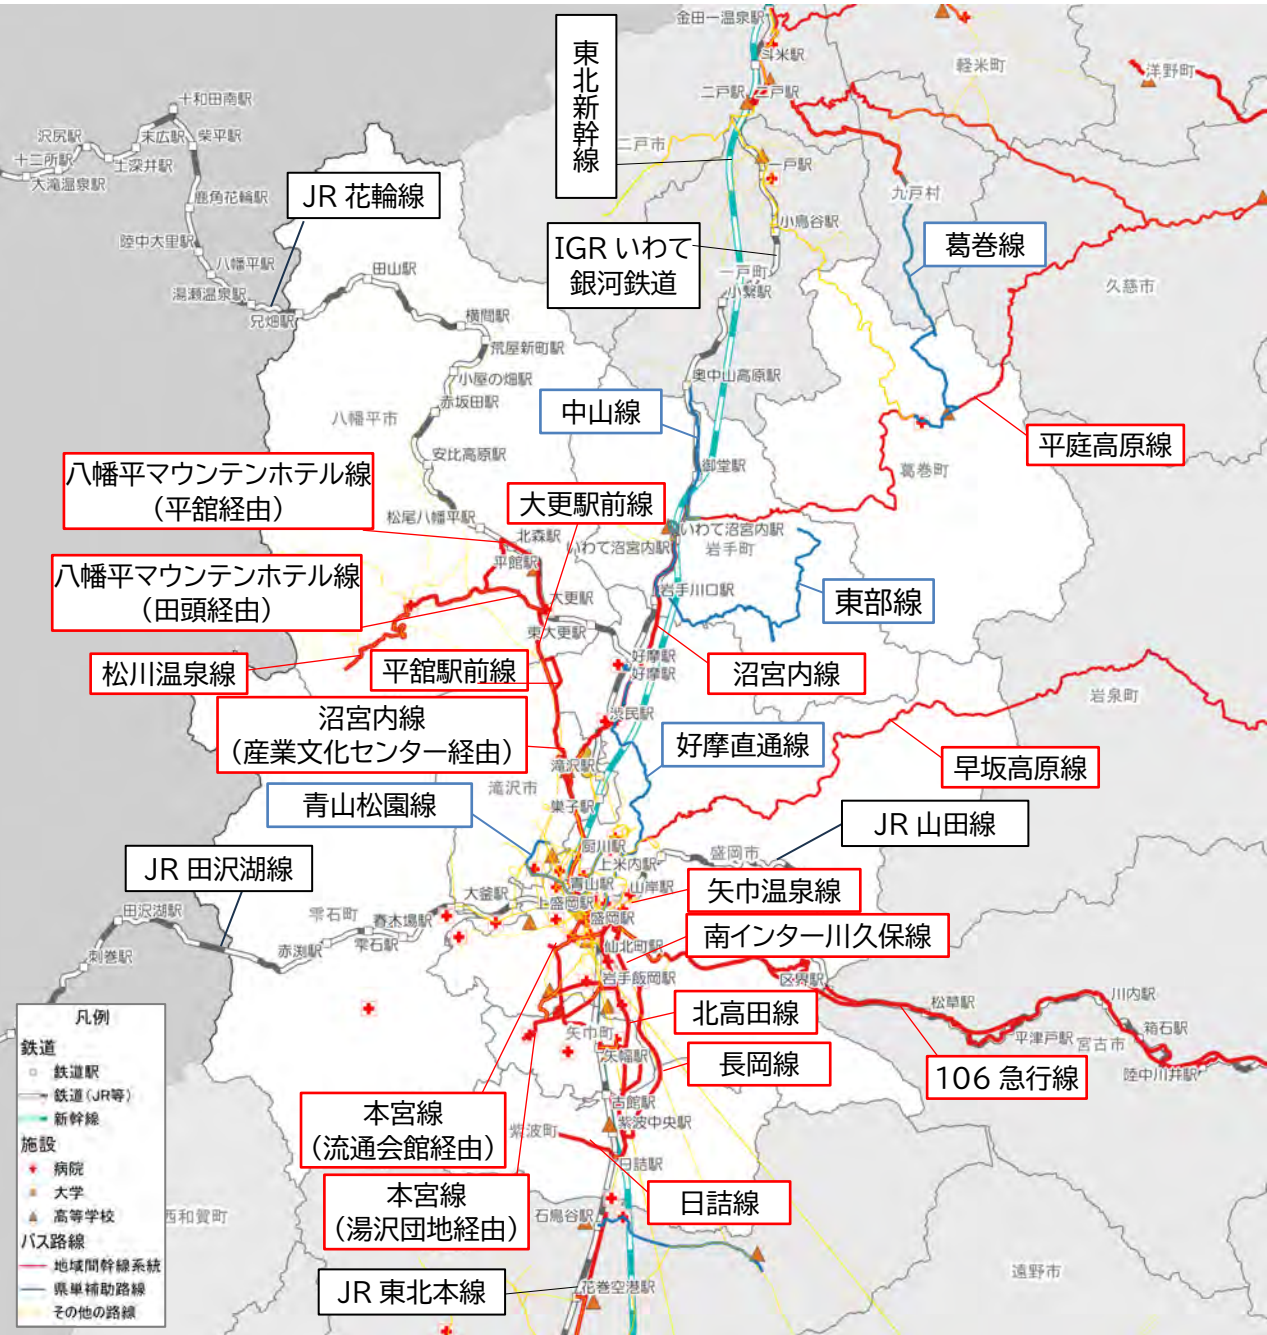 金田一温泉駅
東北新幹線
斗米駅
軽米町
洋野町
二戸駅
二戸駅
十和田南駅
沢尻駅
末広駅
柴平駅
十二所駅
土深井駅
大滝温泉駅
二戸市
一戸駅
JR 花輪線
鹿角花輪駅
九戸村
小鳥谷駅
陸中大里駅
IGR いわて
銀河鉄道
葛巻線
八幡平駅
田山駅
一戸町
久慈市
湯瀬温泉駅
小繋駅
兄畑駅
横間駅
荒屋新町駅
小屋の畑駅
奥中山高原駅
赤坂田駅
中山線
八幡平市
平庭高原線
安比高原駅
御堂駅
葛巻町
八幡平マウンテンホテル線
（平舘経由）
大更駅前線
松尾八幡平駅
北森駅
いわて沼宮内駅
いわて沼宮内駅
岩手町
平館駅
八幡平マウンテンホテル線
（田頭経由）
大更駅
岩手川口駅
東部線
東大更駅
松川温泉線
平舘駅前線
好摩駅
好摩駅
沼宮内線
岩泉町
沼宮内線
（産業文化センター経由）
渋民駅
好摩直通線
早坂高原線
滝沢駅
滝沢市
青山松園線
巣子駅
JR 山田線
厨川駅
盛岡市
上米内駅
JR 田沢湖線
青山駅
山岸駅
矢巾温泉線
大釜駅
上盛岡駅
田沢湖駅
雫石町
春木場駅
盛岡駅
南インター川久保線
赤渕駅
雫石駅
仙北町駅
刺巻駅
岩手飯岡駅
区界駅
松草駅
川内駅
凡例
鉄道
鉄道駅
鉄道（JR等）
新幹線
施設
病院
大学
高等学校
バス路線
地域間幹線系統
県単補助路線
その他の路線
北高田線
矢巾町
平津戸駅
宮古市
箱石駅
矢幅駅
長岡線
106 急行線
陸中川井駅
本宮線
（流通会館経由）
古館駅
紫波町
紫波中央駅
日詰駅
本宮線
（湯沢団地経由）
日詰線
西和賀町
石鳥谷駅
遠野市
JR 東北本線
花巻空港駅